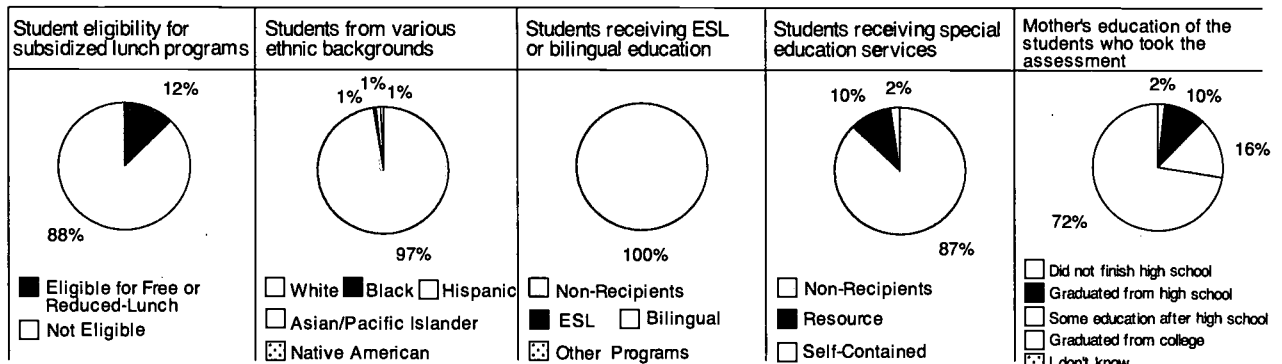 Student eligibility for
subsidized lunch programs
12%
88%
Eligible for Free or
Reduced-Lunch
Not Eligible
Students from various
ethnic backgrounds
1%
1%
1%
97%
White Black Hispanic
Asian/Pacific Islander
Native American
Students receiving ESL
or bilingual education
100%
Non-Recipients
ESL Bilingual
Other Programs
Students receiving special
education services
10%
2%
87%
Non-Recipients
Resource
Self-Contained
Mother's education of the
students who took the
assessment
2%
10%
16%
72%
Did not finish high school
Graduated from high school
Some education after high school
Graduated from college
I don't know